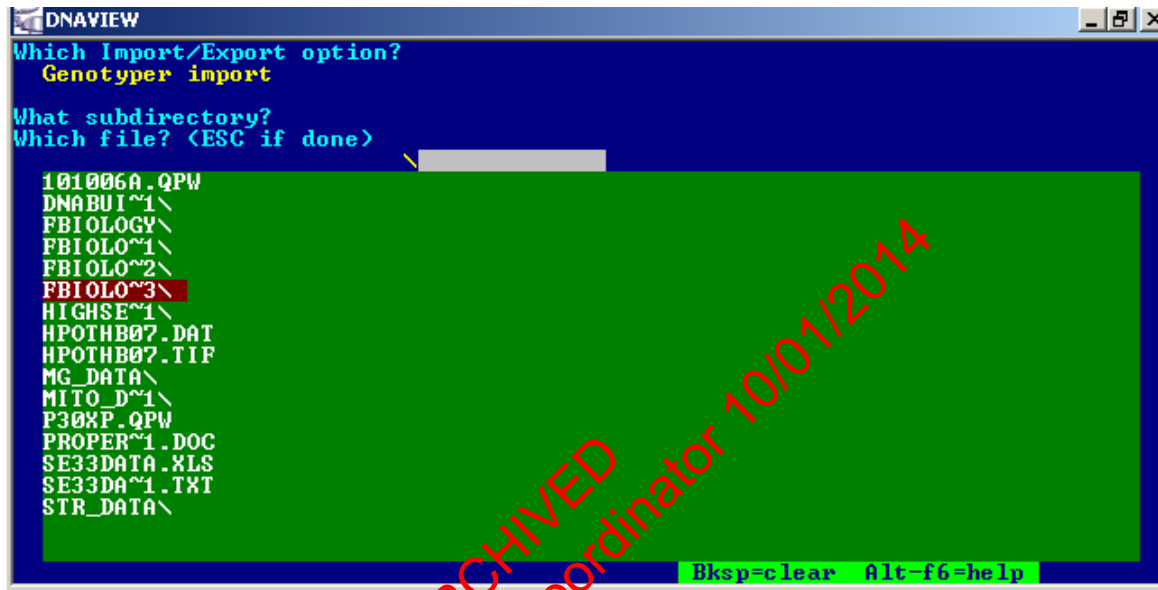 DNAVIEW
Which Import/Export option?
Genotyper import
What subdirectory?
Which file? (ESC if done)
\
101006A.QPW
DNABUI~1\
FBIOLOGY\
FBIOLO~1\
FBIOLO~2\
FBIOLO~3\
HIGHSE~1\
HPOTHB07.DAT
HPOTHB07.TIF
MG_DATA\
MITO_D~1\
P30XP.QPW
PROPER~1.DOC
SE33DATA.XLS
SE33DA~1.TXT
STR_DATA\
Bksp=clear Alt-f6=help
10/01/2014